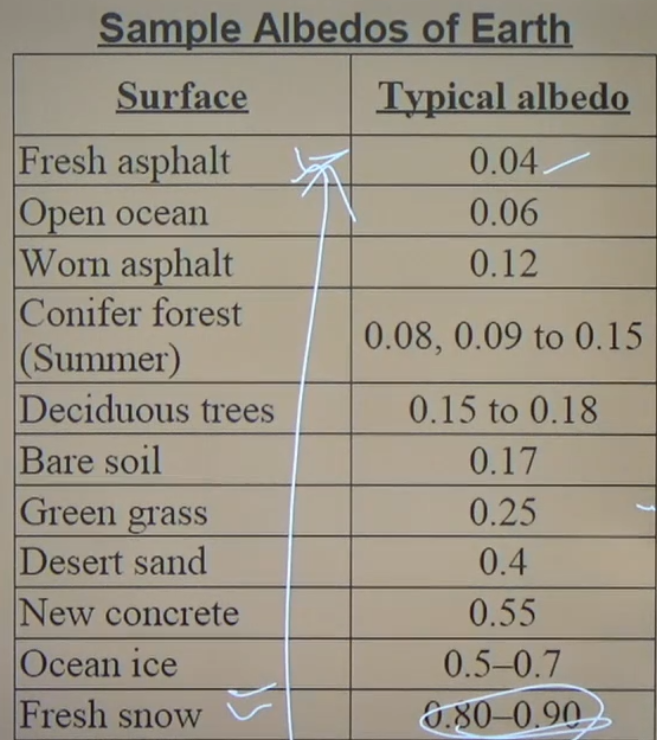 Sample Albedos of Earth
Surface Typical albedo
Fresh asphalt 0.04
Open ocean 0.06
Worn asphalt 0.12
Conifer forest
(Summer) 0.08, 0.09 to 0.15
Deciduous trees 0.15 to 0.18
Bare soil 0.17
Green grass 0.25
Desert sand 0.4
New concrete 0.55
Ocean ice 0.5–0.7
Fresh snow 0.80–0.90